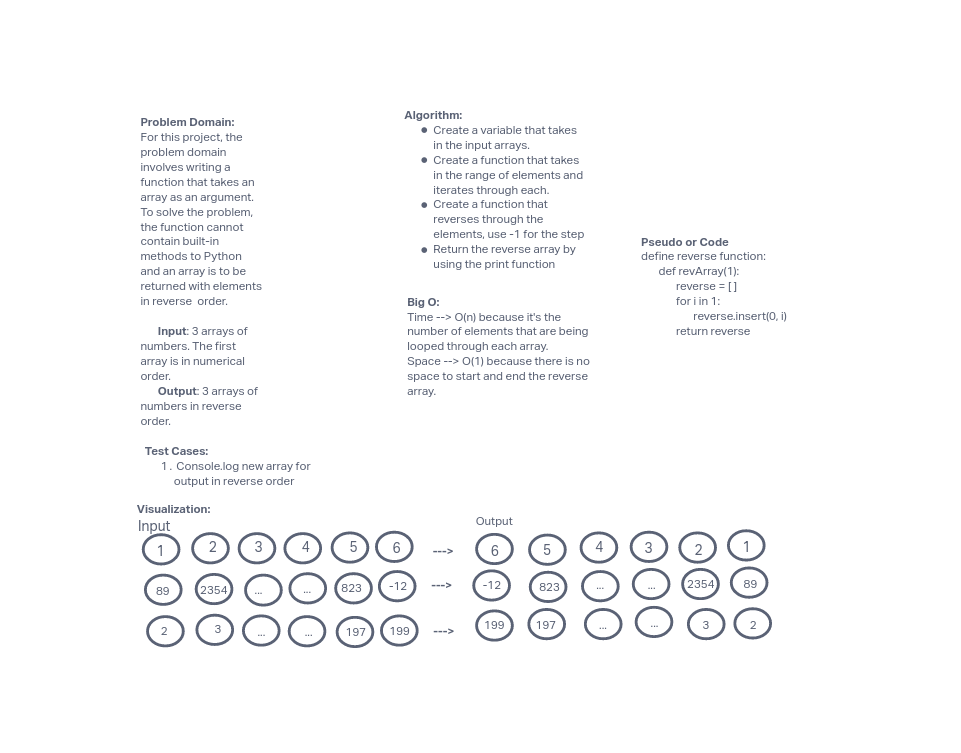 Problem Domain:
For this project, the
problem domain
involves writing a
function that takes an
array as an argument.
To solve the problem,
the function cannot
contain built-in
methods to Python
and an array is to be
returned with elements
in reverse  order.
Input: 3 arrays of
numbers. The first
array is in numerical
order.
Output: 3 arrays of
numbers in reverse
order.
Test Cases:
1. Console.log new array for
output in reverse order
Algorithm:
● Create a variable that takes
in the input arrays.
● Create a function that takes
in the range of elements and
iterates through each.
● Create a function that
reverses through the
elements, use -1 for the step
● Return the reverse array by
using the print function
Big O:
Time --> O(n) because it's the
number of elements that are being
looped through each array.
Space --> O(1) because there is no
space to start and end the reverse
array.
Pseudo or Code
define reverse function:
def revArray(1):
reverse = [ ]
for i in 1:
reverse.insert(0, i)
return reverse
Visualization:
Input
Output
1 2 3 4 5 6 ---> 6 5 4 3 2 1
89 2354 ... ... 823 -12 ---> -12 823 ... ... 2354 89
2 3 ... ... 197 199 ---> 199 197 ... ... 3 2